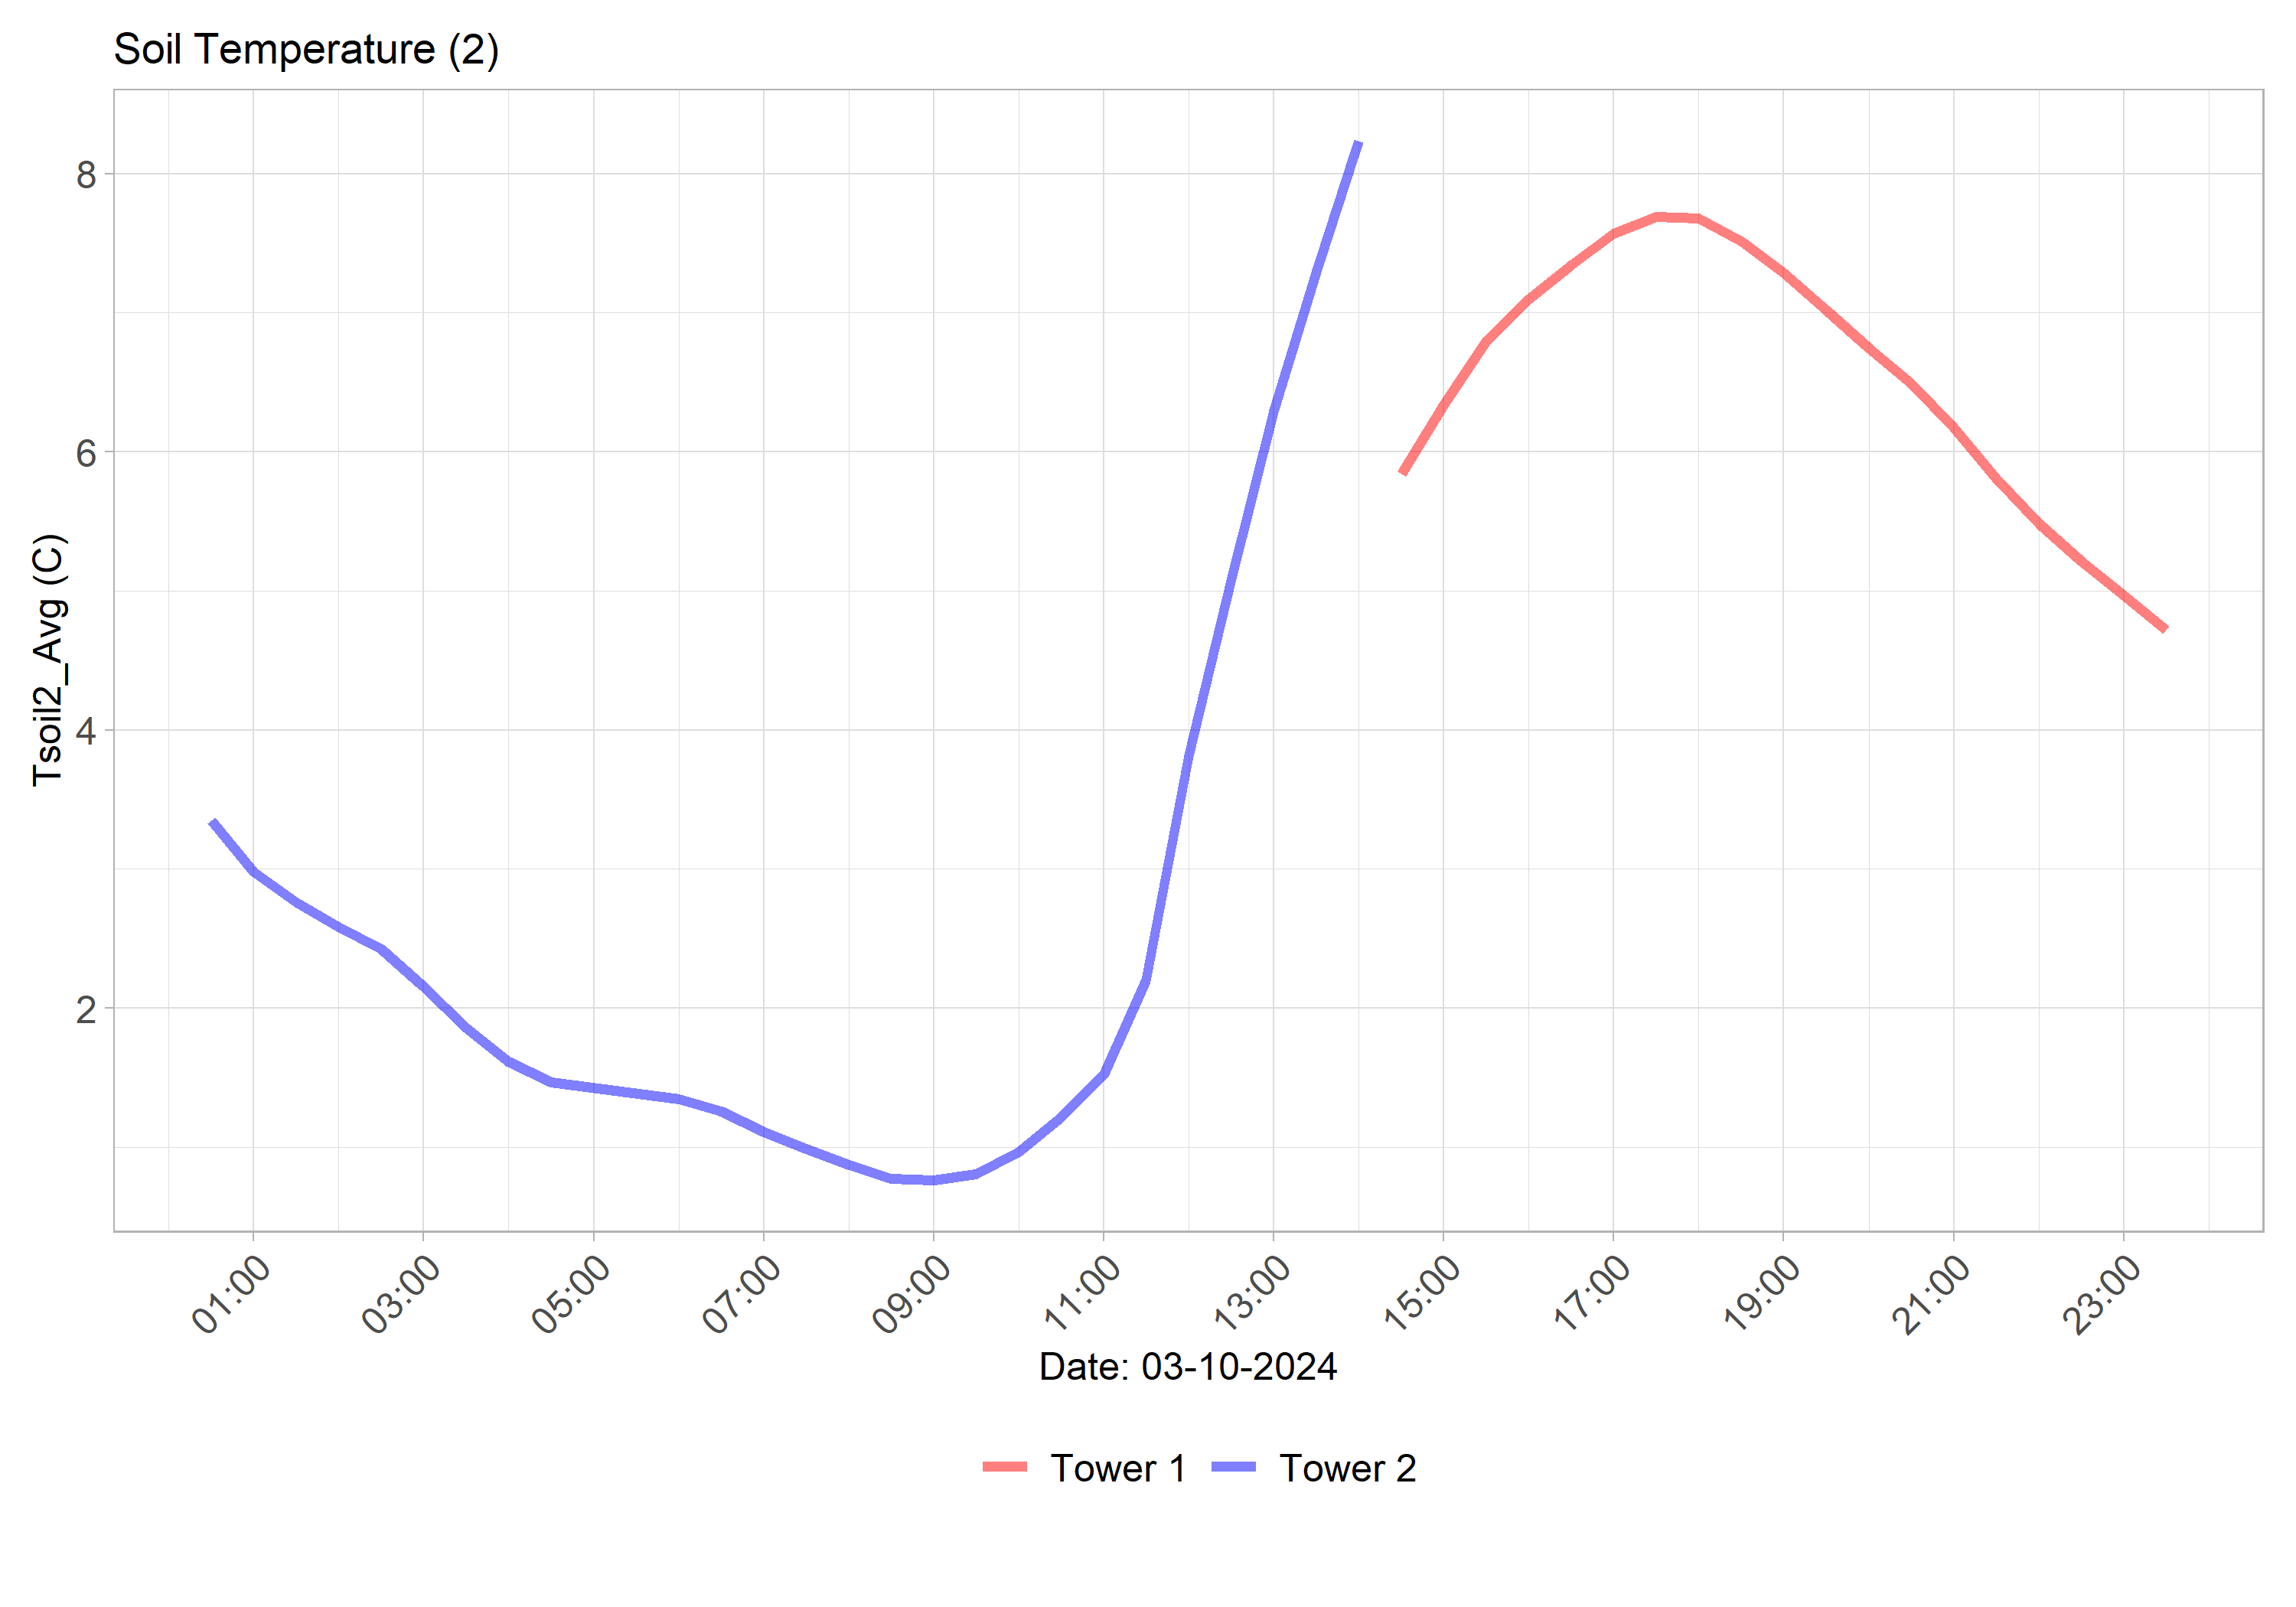 Soil Temperature (2)
Tsoil2_Avg (C)
8
6
4
2
01:00 03:00 05:00 07:00 09:00 11:00 13:00 15:00 17:00 19:00 21:00 23:00
Date: 03-10-2024
Tower 1 Tower 2